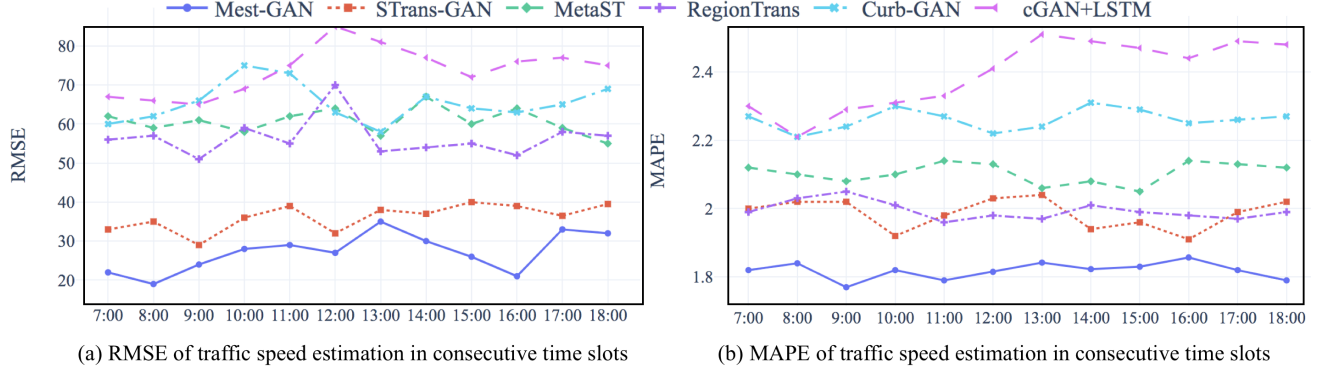 Mest-GAN STrans-GAN MetaST RegionTrans Curb-GAN cGAN+LSTM
RMSE
80
70
60
50
40
30
20
7:00 8:00 9:00 10:00 11:00 12:00 13:00 14:00 15:00 16:00 17:00 18:00
(a) RMSE of traffic speed estimation in consecutive time slots
MAPE
2.4
2.2
2
1.8
7:00 8:00 9:00 10:00 11:00 12:00 13:00 14:00 15:00 16:00 17:00 18:00
(b) MAPE of traffic speed estimation in consecutive time slots